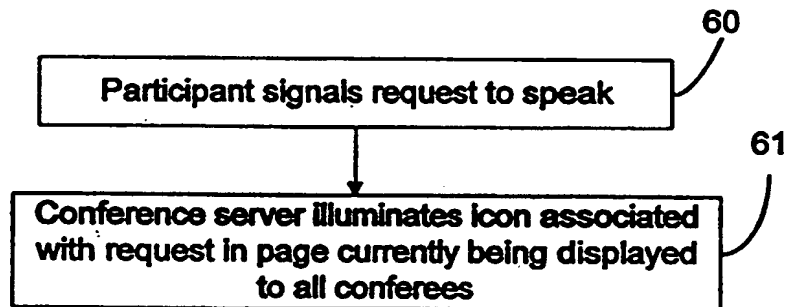 60
Participant signals request to speak
61
Conference server illuminates icon associated
with request in page currently being displayed
to all conferees